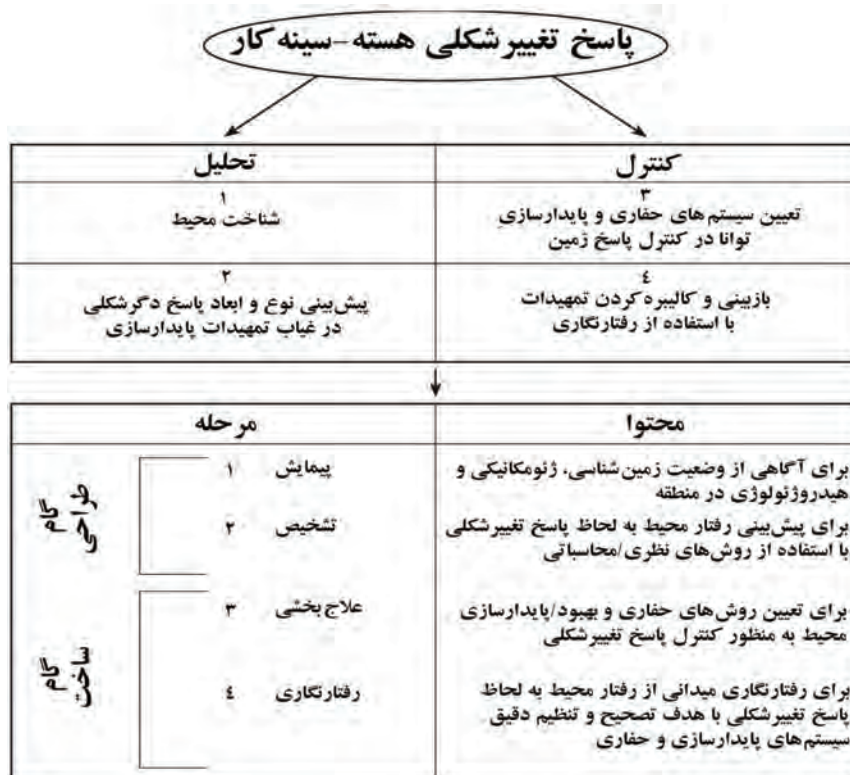 پاسخ تغییر شکلی هسته-سینه کار
کنترل
تحلیل
۳
تعیین سیستم های حفاری و پایدارسازی
توانا در کنترل پاسخ زمین
۱
شناخت محیط
٤
بازبینی و کالیبره کردن تمهیدات
با استفاده از رفتارنگاری
۲
پیش‌بینی نوع و ابعاد پاسخ دگرشکلی
در غیاب تمهیدات پایدارسازی
محتوا
مرحله
برای آگاهی از وضعیت زمین‌شناسی، ژئومکانیکی و
هیدروژئولوژی در منطقه
پیمایش ۱
برای پیش‌بینی رفتار محیط به لحاظ پاسخ تغییرشکلی
با استفاده از روش‌های نظری/محاسباتی
تشخیص ۲
گام
طراحی
برای تعیین روش‌های حفاری و بهبود/پایدارسازی
محیط به منظور کنترل پاسخ تغییرشکلی
علاج بخشی ۳
برای رفتارنگاری میدانی از رفتار محیط به لحاظ
پاسخ تغییرشکلی با هدف تصحیح و تنظیم دقیق
سیستم‌های پایدارسازی و حفاری
رفتارنگاری ٤
گام
ساخت